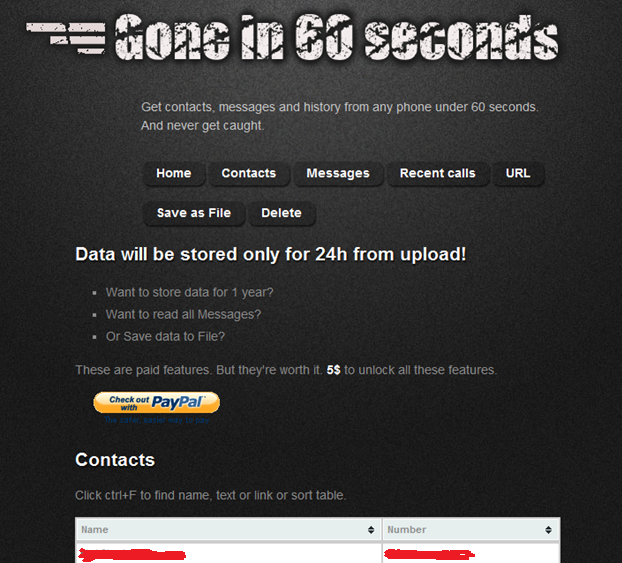 Gone in 60 seconds
Get contacts, messages and history from any phone under 60 seconds.
And never get caught.
Home Contacts Messages Recent calls URL
Save as File Delete
Data will be stored only for 24h from upload!
Want to store data for 1 year?
Want to read all Messages?
Or Save data to File?
These are paid features. But they're worth it. 5$ to unlock all these features.
Check out with PayPal
The safer, easier way to pay
Contacts
Click ctrl+F to find name, text or link or sort table.
Name Number